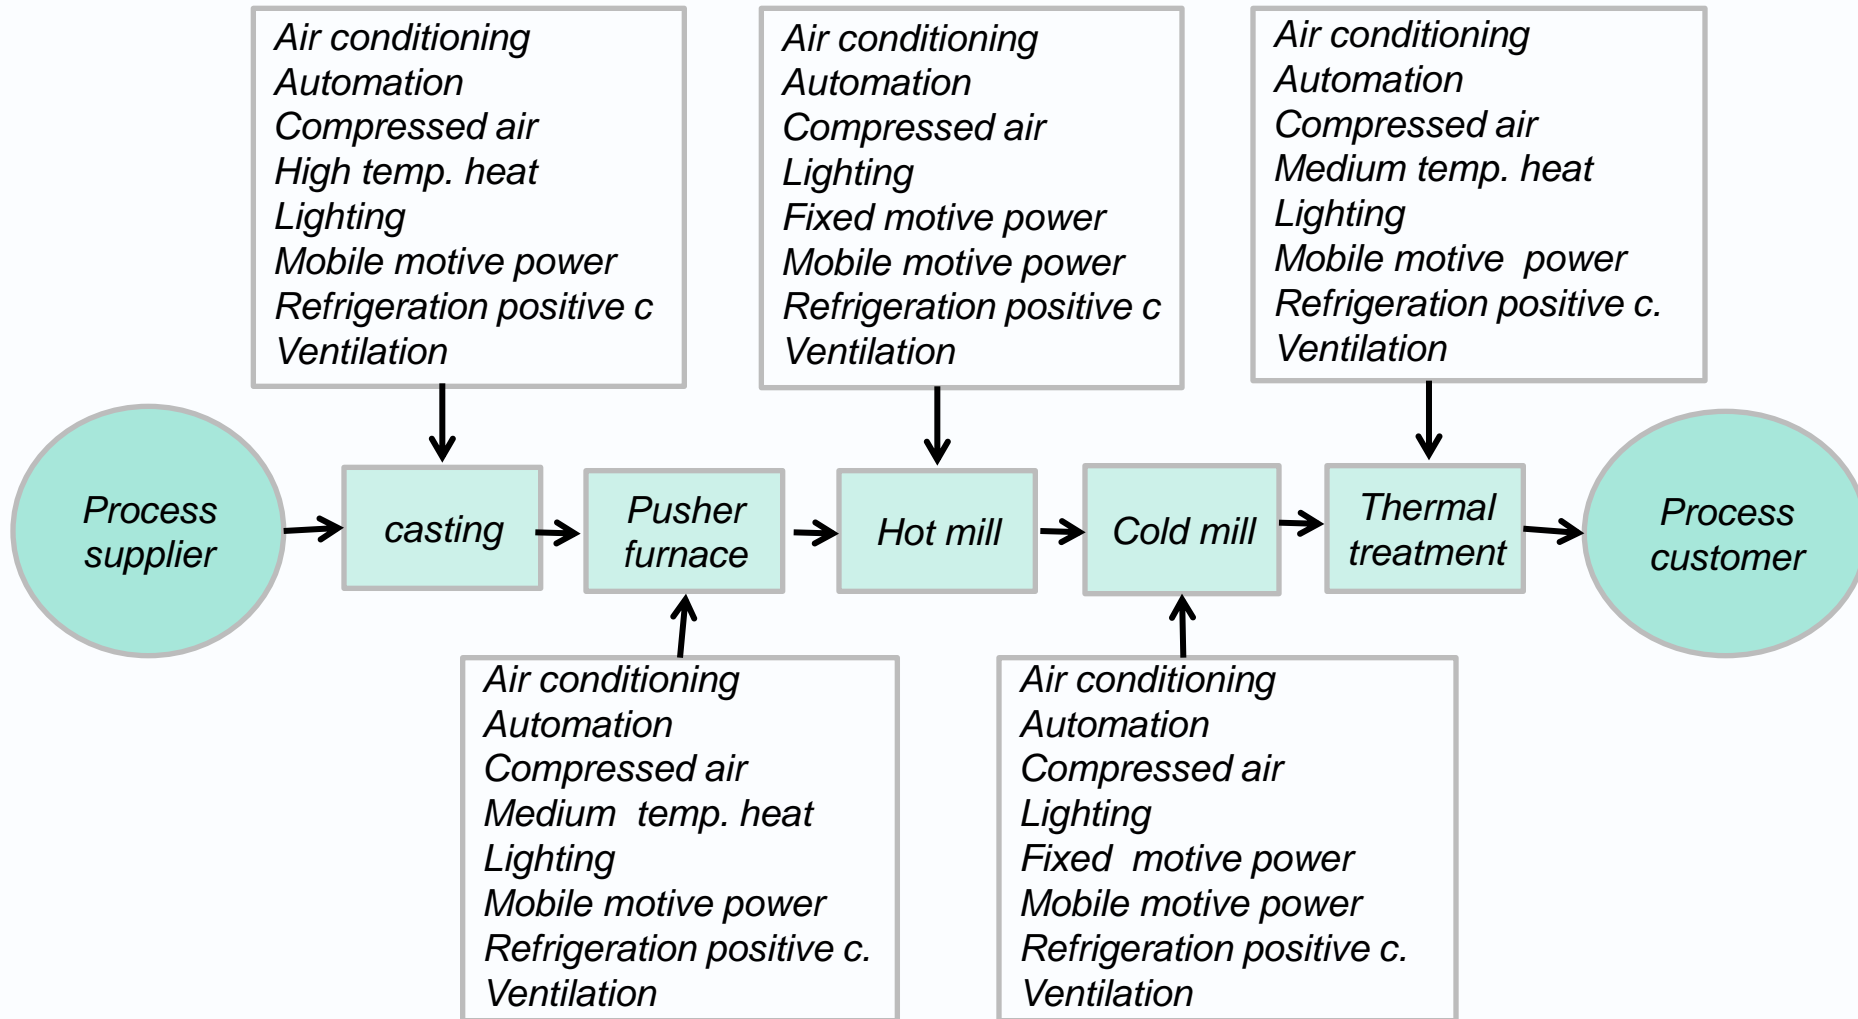 Air conditioning
Automation
Compressed air
High temp. heat
Lighting
Mobile motive power
Refrigeration positive c
Ventilation
Air conditioning
Automation
Compressed air
Lighting
Fixed motive power
Mobile motive power
Refrigeration positive c
Ventilation
Air conditioning
Automation
Compressed air
Medium temp. heat
Lighting
Mobile motive  power
Refrigeration positive c.
Ventilation
Process
supplier
casting
Pusher
furnace
Hot mill
Cold mill
Thermal
treatment
Process
customer
Air conditioning
Automation
Compressed air
Medium  temp. heat
Lighting
Mobile motive power
Refrigeration positive c.
Ventilation
Air conditioning
Automation
Compressed air
Lighting
Fixed  motive power
Mobile motive power
Refrigeration positive c.
Ventilation